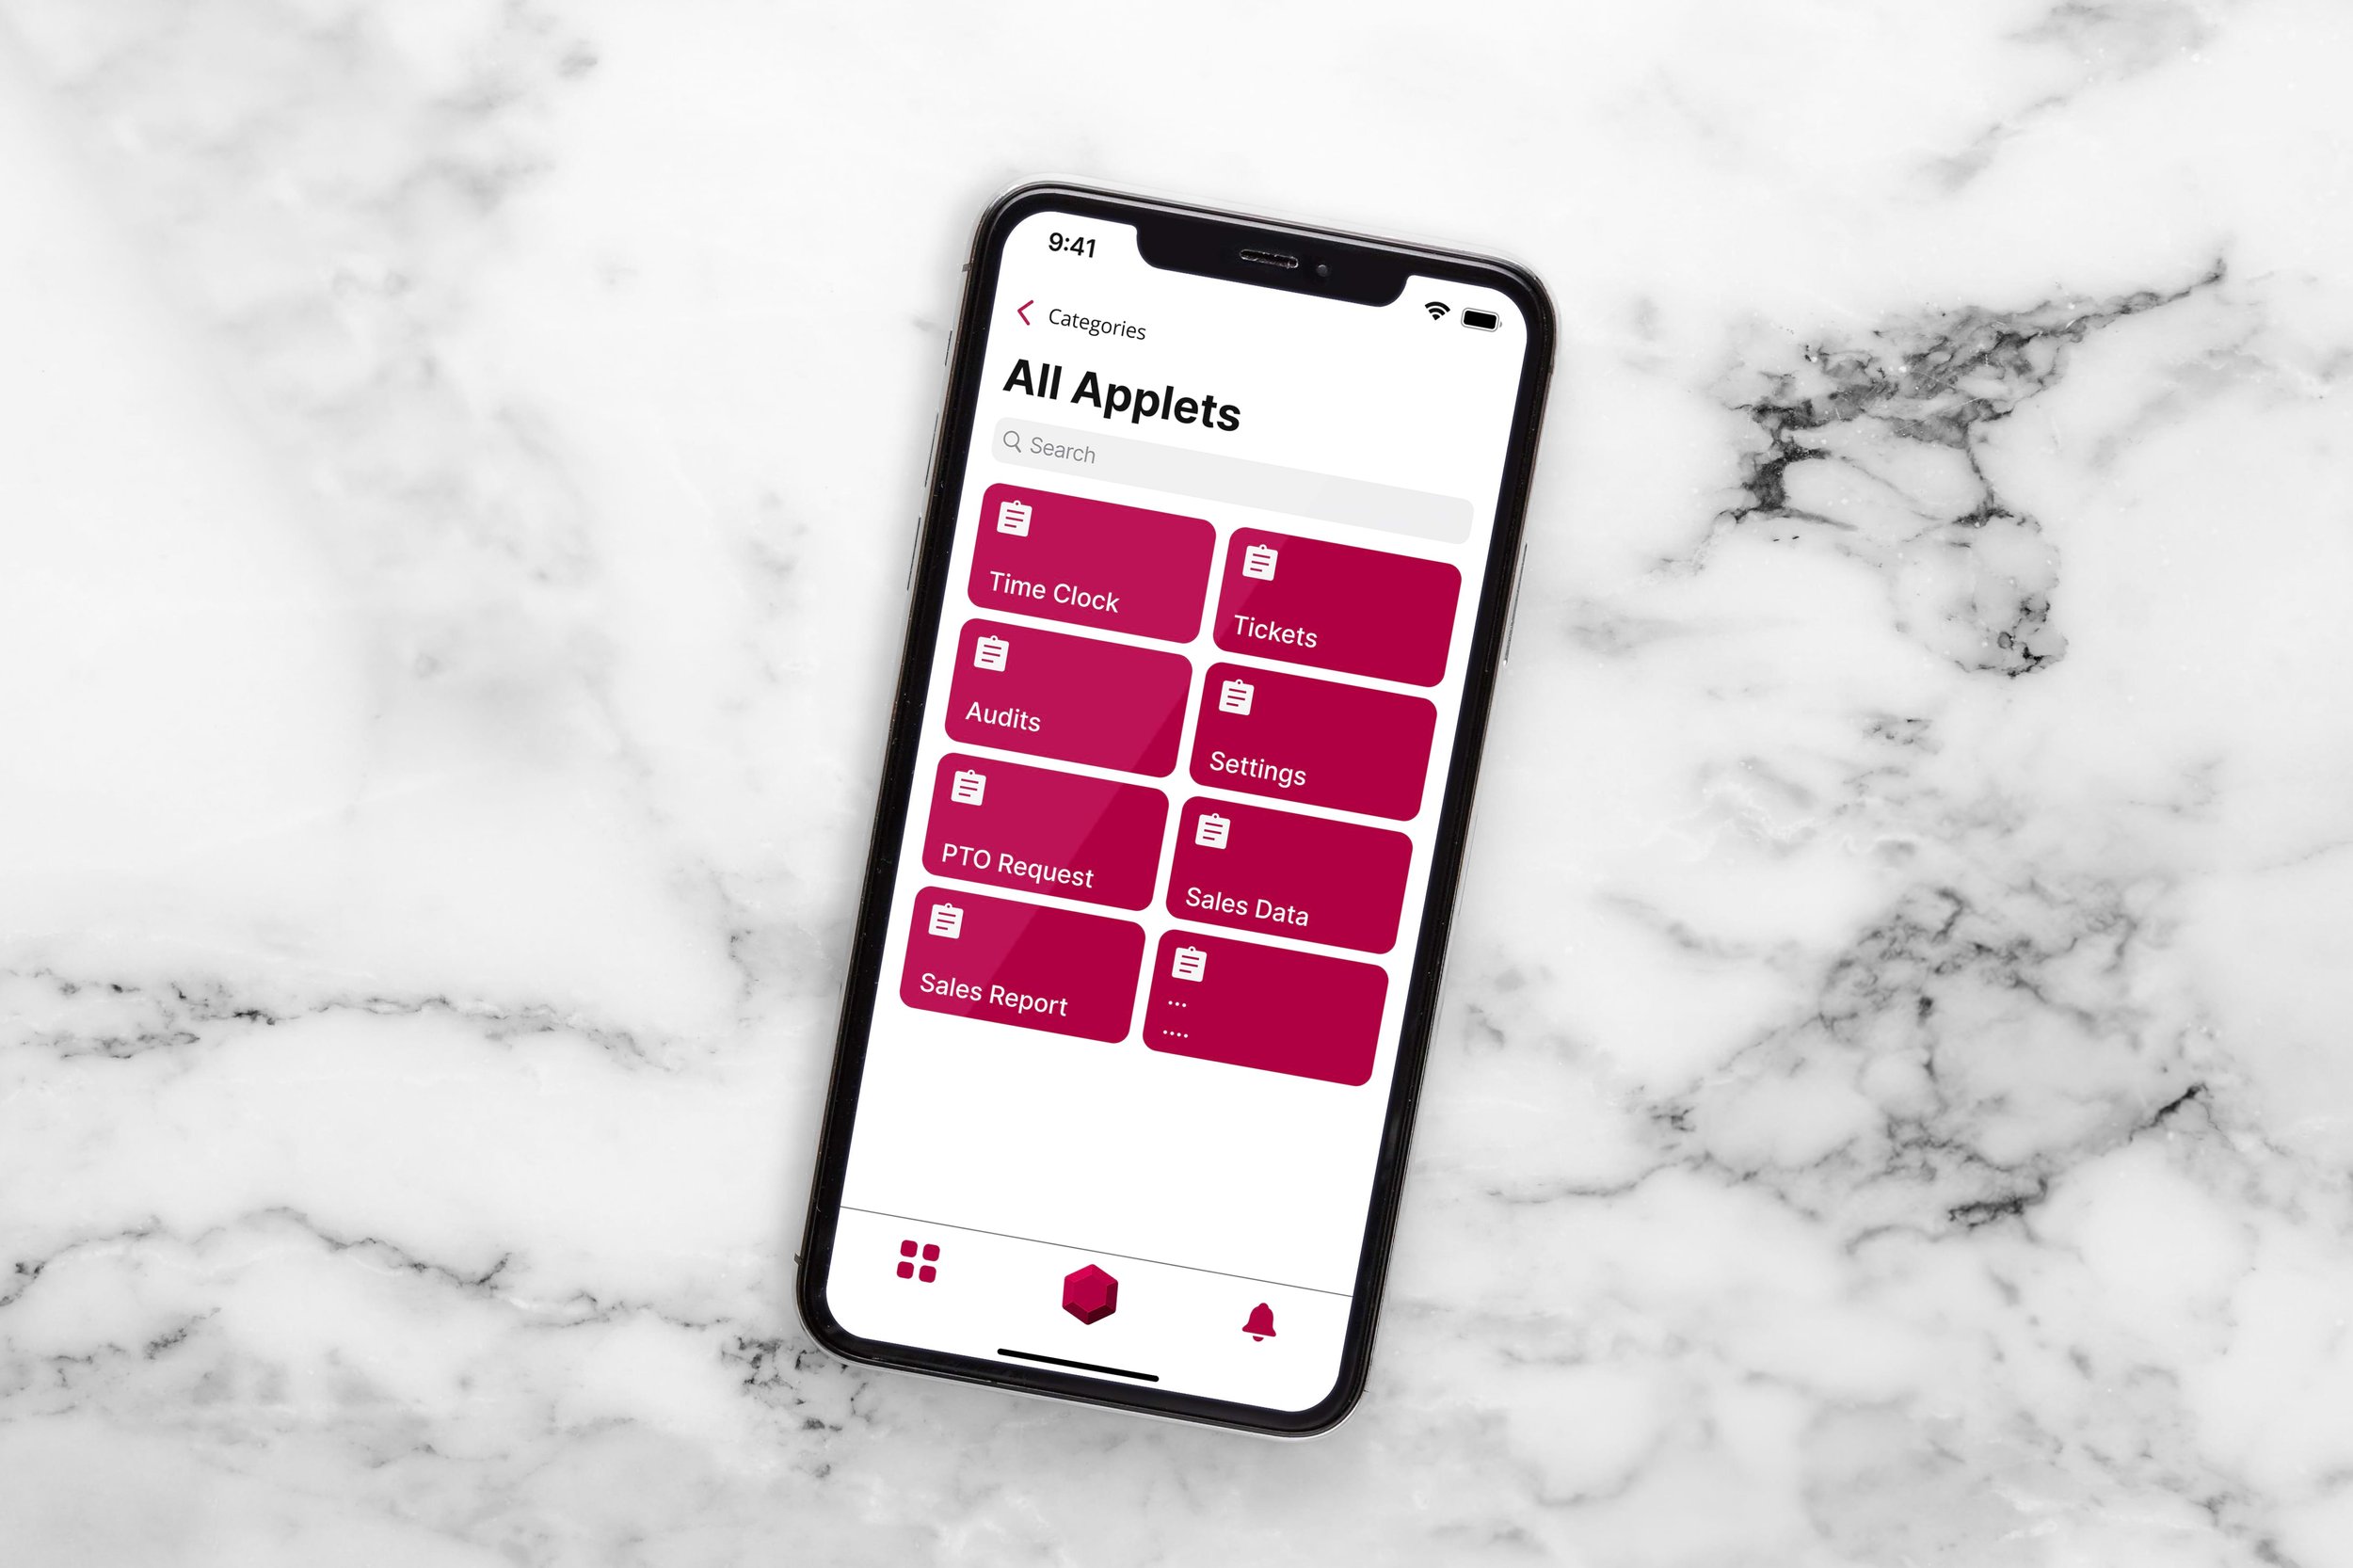 9:41
Categories
All Applets
Search
Time Clock
Tickets
Audits
Settings
PTO Request
Sales Data
Sales Report
...
....